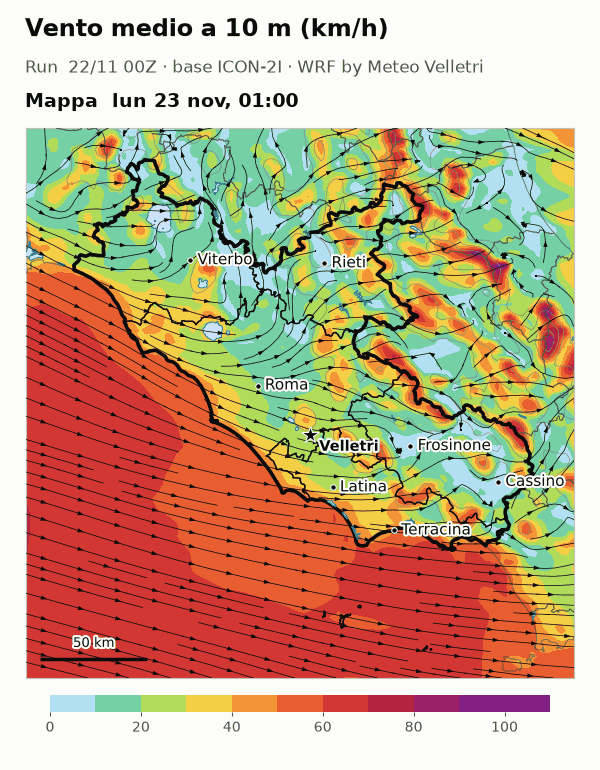 Vento medio a 10 m (km/h)
Run 22/11 00Z · base ICON-2I · WRF by Meteo Velletri
Mappa lun 23 nov, 01:00
Viterbo
Rieti
Roma
Velletri
Frosinone
Latina
Cassino
Terracina
50 km
0 20 40 60 80 100